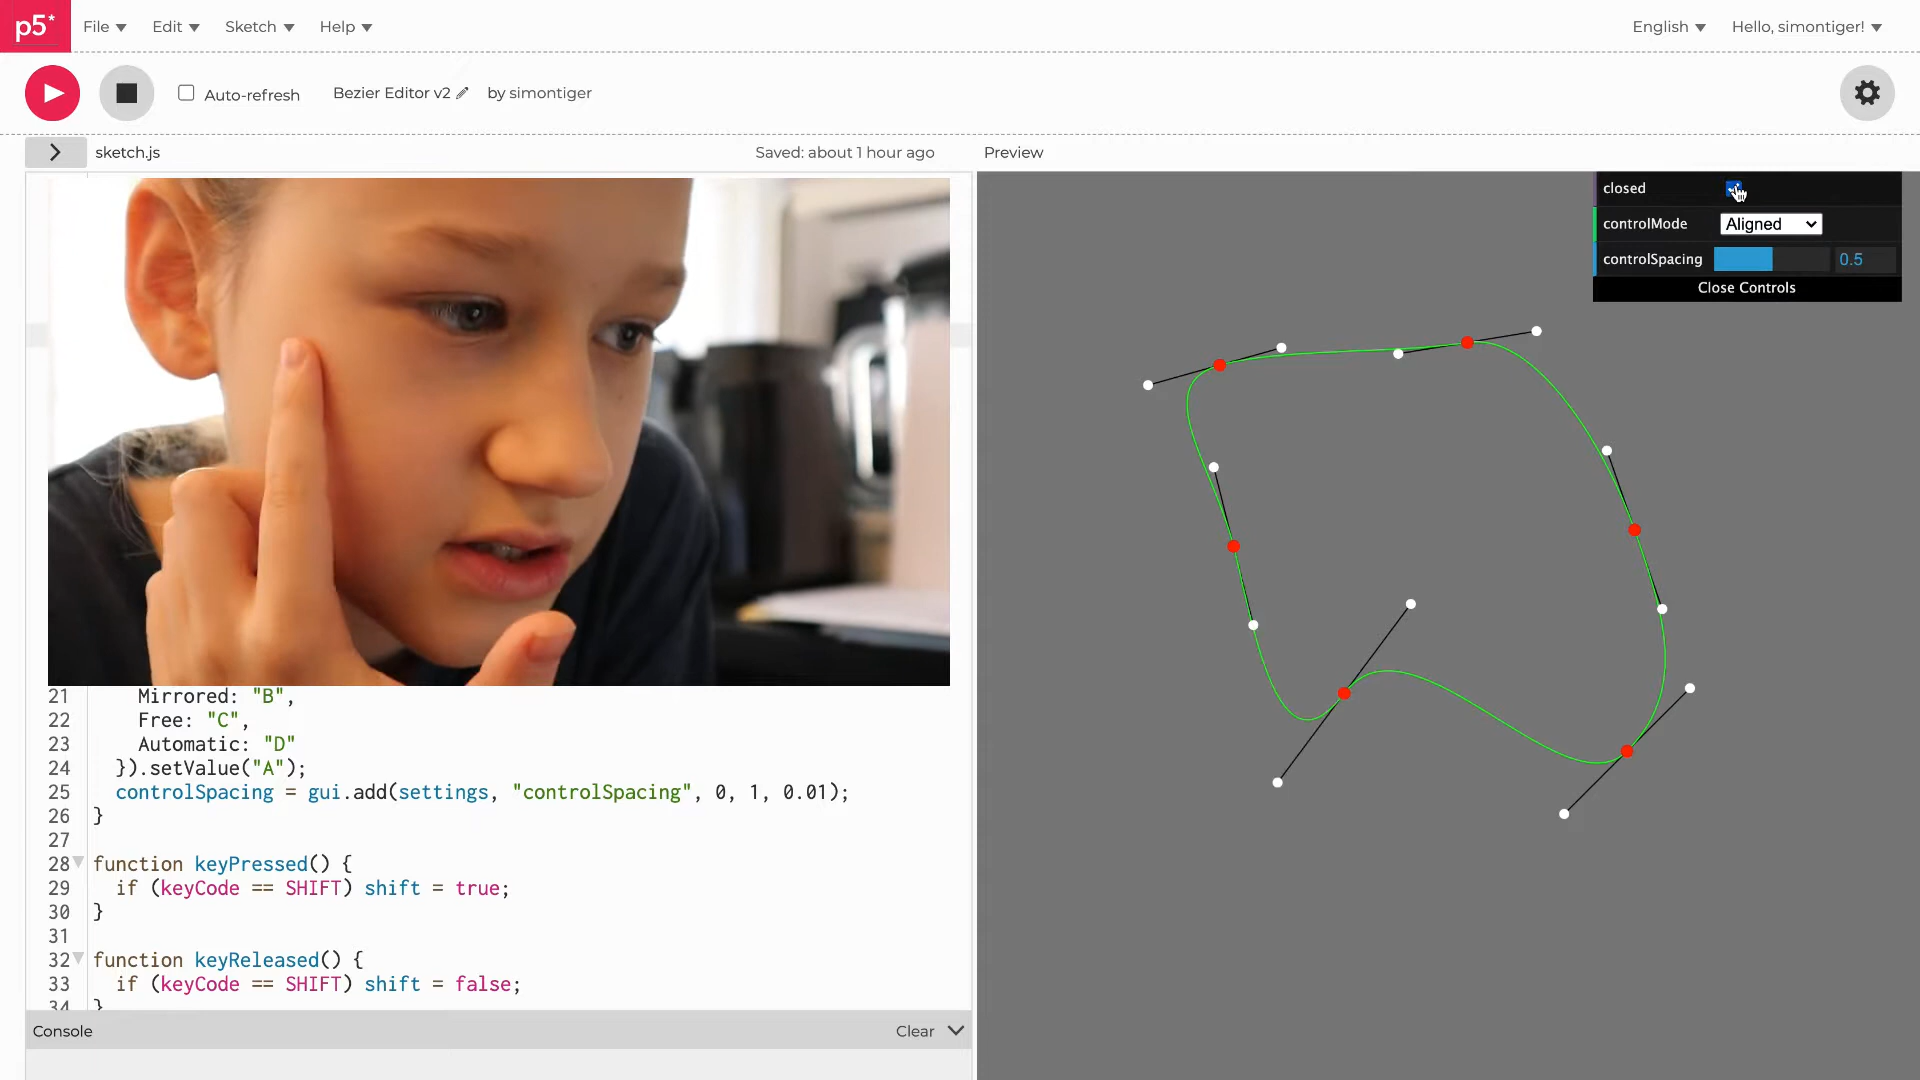 p5*
File Edit Sketch Help English Hello, simontiger!
Auto-refresh Bezier Editor v2 by simontiger
sketch.js Saved: about 1 hour ago Preview
closed
controlMode Aligned
controlSpacing 0.5
Close Controls
21 Mirrored: "B",
22 Free: "C",
23 Automatic: "D"
24 }).setValue("A");
25 controlSpacing = gui.add(settings, "controlSpacing", 0, 1, 0.01);
26 }
27
28 function keyPressed() {
29 if (keyCode == SHIFT) shift = true;
30 }
31
32 function keyReleased() {
33 if (keyCode == SHIFT) shift = false;
34 }
Console Clear